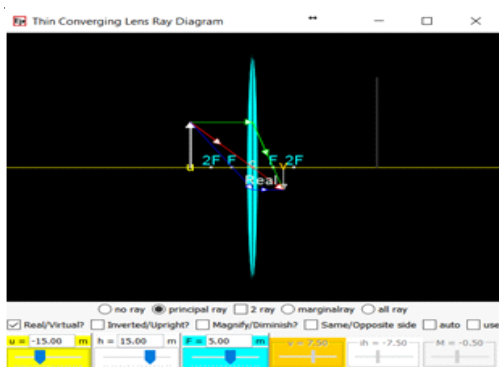 Thin Converging Lens Ray Diagram
2F F F 2F
u v
Real
no ray principal ray 2 ray marginalray all ray
Real/Virtual? Inverted/Upright? Magnify/Diminish? Same/Opposite side auto use
u = -15.00 m h = 15.00 m F = 5.00 m v = 7.50 ih = -7.50 M = -0.50